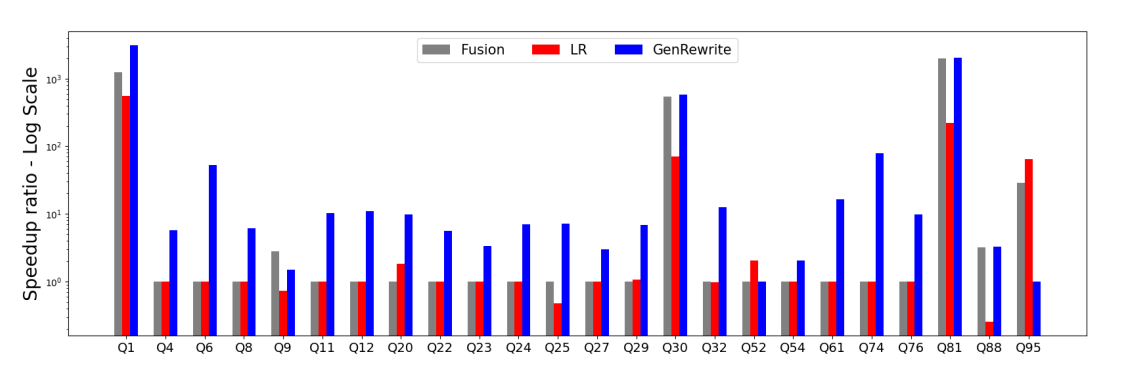 Fusion LR GenRewrite
Speedup ratio - Log Scale
10³
10²
10¹
10⁰
Q1 Q4 Q6 Q8 Q9 Q11 Q12 Q20 Q22 Q23 Q24 Q25 Q27 Q29 Q30 Q32 Q52 Q54 Q61 Q74 Q76 Q81 Q88 Q95